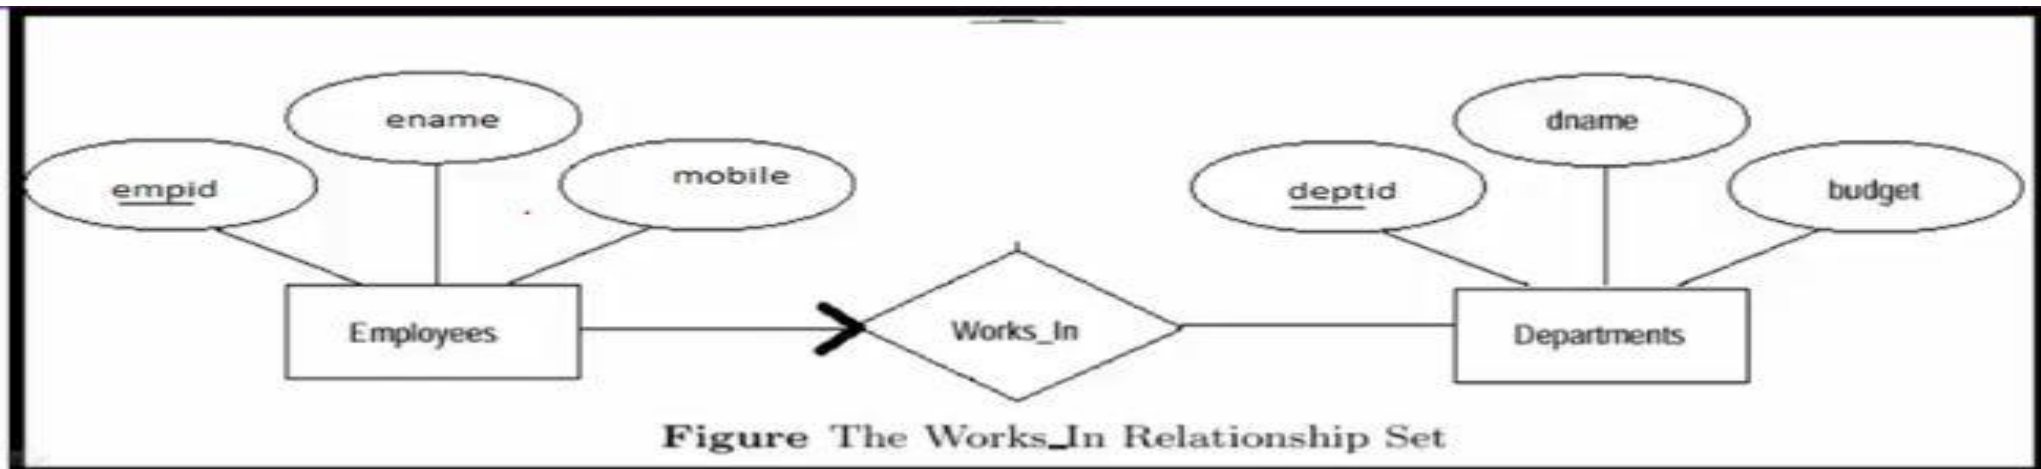 ename
dname
empid
mobile
deptid
budget
Employees
Works_In
Departments
Figure The Works_In Relationship Set